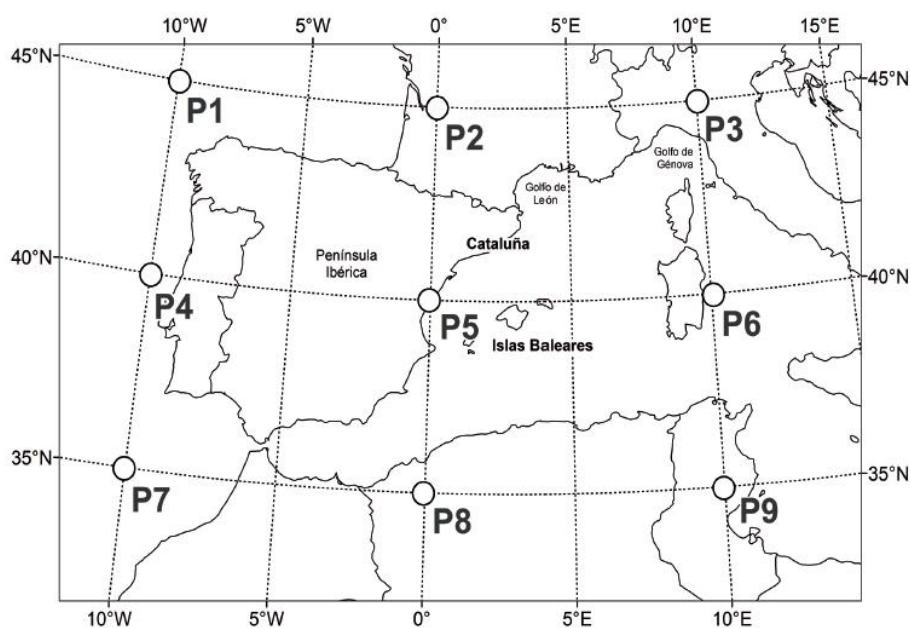 10°W 5°W 0° 5°E 10°E 15°E
45°N
45°N
P1
P2
P3
Golfo de
Génova
Golfo de
León
Cataluña
Península
Ibérica
40°N
40°N
P4
P5
P6
Islas Baleares
35°N
35°N
P7
P8
P9
10°W 5°W 0° 5°E 10°E